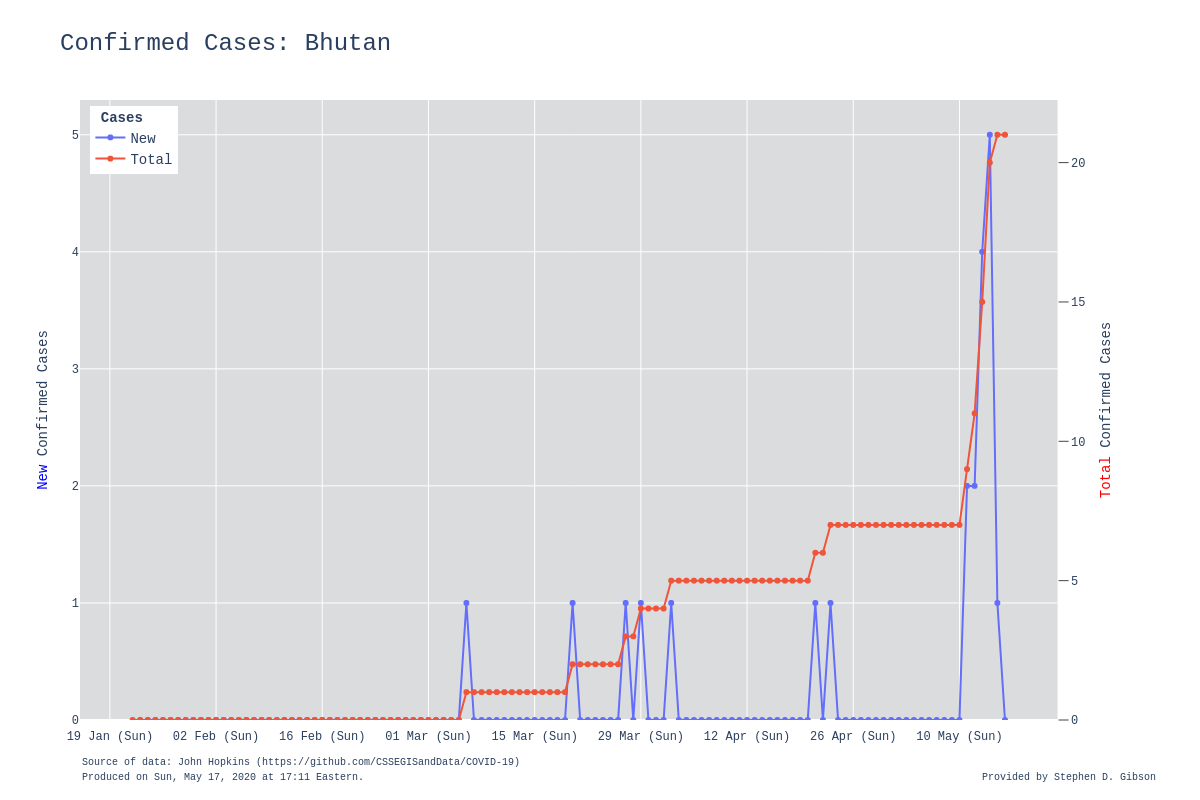 Confirmed Cases: Bhutan
Cases
New
Total
5
4
3
2
1
0
20
15
10
5
0
New Confirmed Cases
Total Confirmed Cases
19 Jan (Sun) 02 Feb (Sun) 16 Feb (Sun) 01 Mar (Sun) 15 Mar (Sun) 29 Mar (Sun) 12 Apr (Sun) 26 Apr (Sun) 10 May (Sun)
Source of data: John Hopkins (https://github.com/CSSEGISandData/COVID-19)
Produced on Sun, May 17, 2020 at 17:11 Eastern.
Provided by Stephen D. Gibson